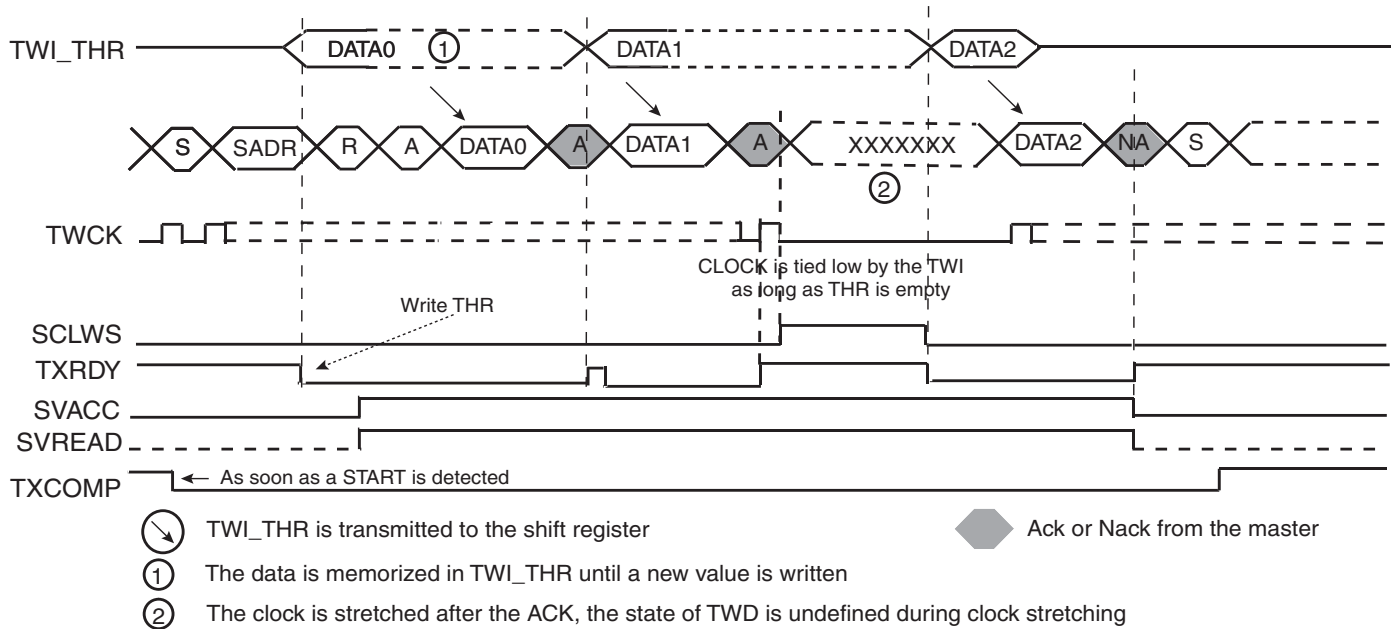 TWI_THR DATA0 1 DATA1 DATA2
S SADR R A DATA0 A DATA1 A XXXXXXX DATA2 NA S
2
TWCK
CLOCK is tied low by the TWI
as long as THR is empty
Write THR
SCLWS
TXRDY
SVACC
SVREAD
TXCOMP As soon as a START is detected
TWI_THR is transmitted to the shift register Ack or Nack from the master
1 The data is memorized in TWI_THR until a new value is written
2 The clock is stretched after the ACK, the state of TWD is undefined during clock stretching